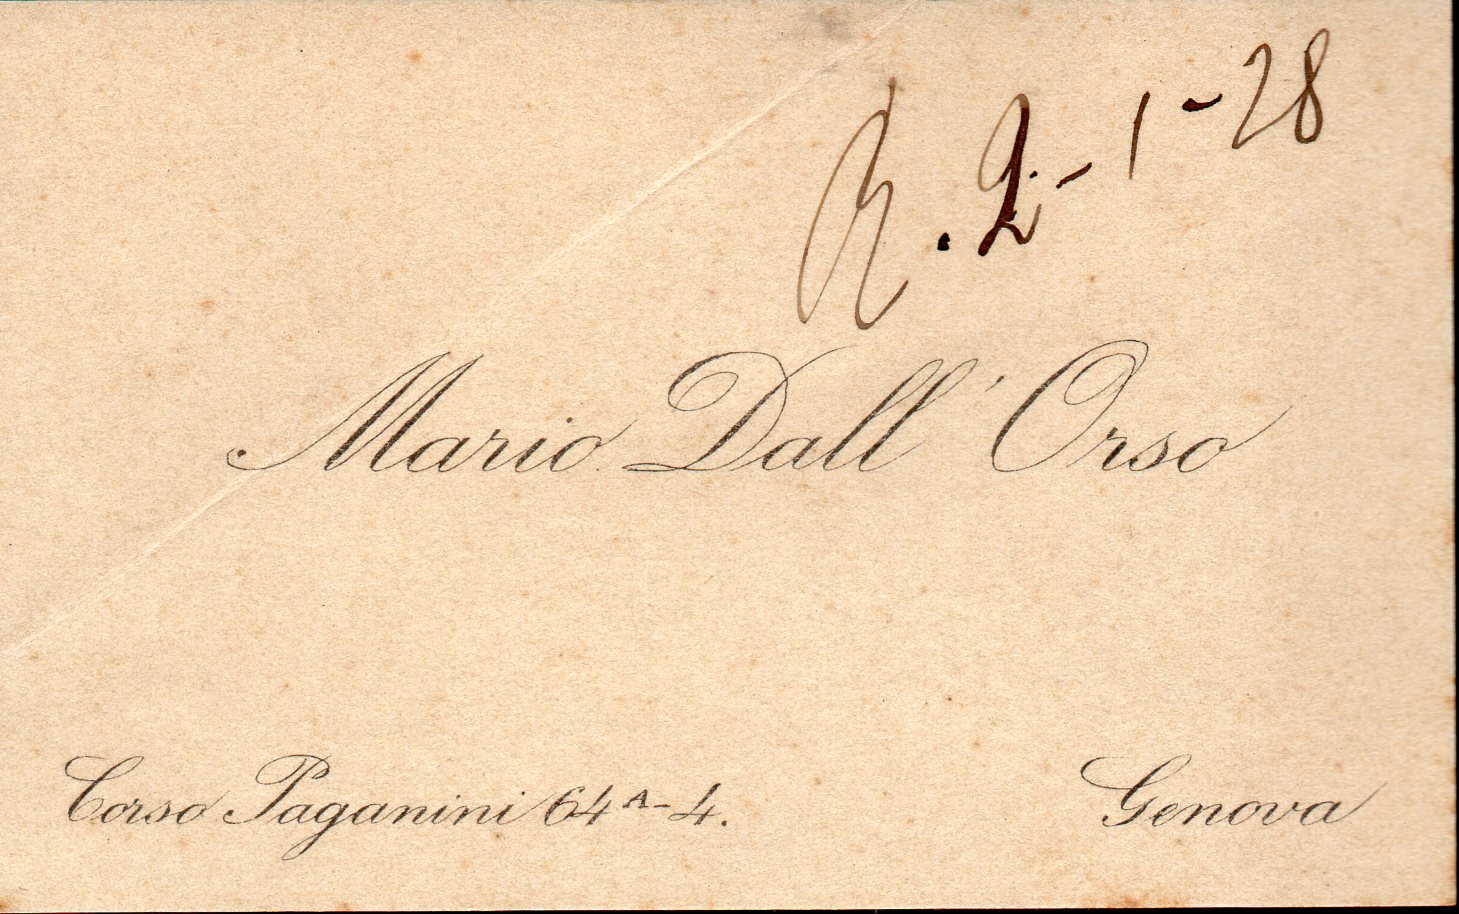 R. 2-1-28
Mario Dall'Orso
Corso Paganini 64A-4. Genova